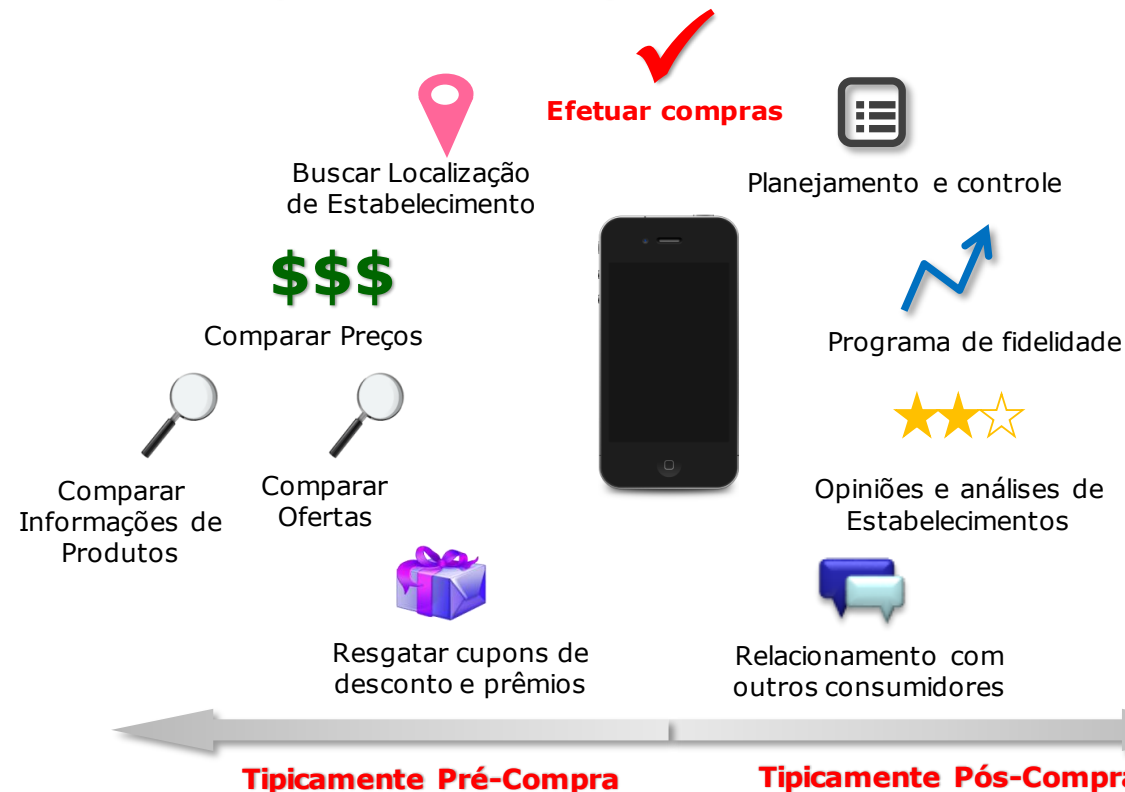 Efetuar compras
Buscar Localização
de Estabelecimento
Planejamento e controle
$$$
Comparar Preços
Programa de fidelidade
Comparar
Informações de
Produtos
Comparar
Ofertas
Opiniões e análises de
Estabelecimentos
Resgatar cupons de
desconto e prêmios
Relacionamento com
outros consumidores
Tipicamente Pré-Compra
Tipicamente Pós-Compra